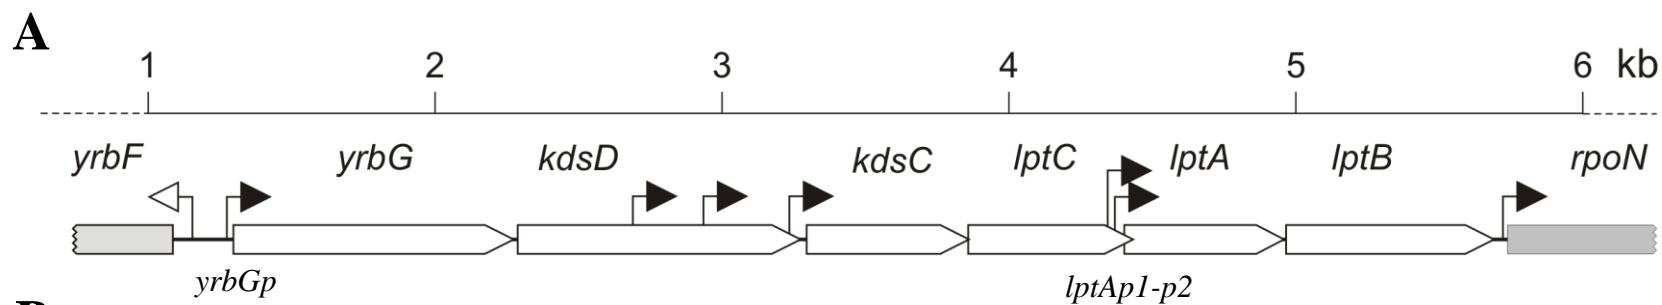 A
1 2 3 4 5 6 kb
yrbF yrbG kdsD kdsC lptC lptA lptB rpoN
yrbGp lptAp1-p2